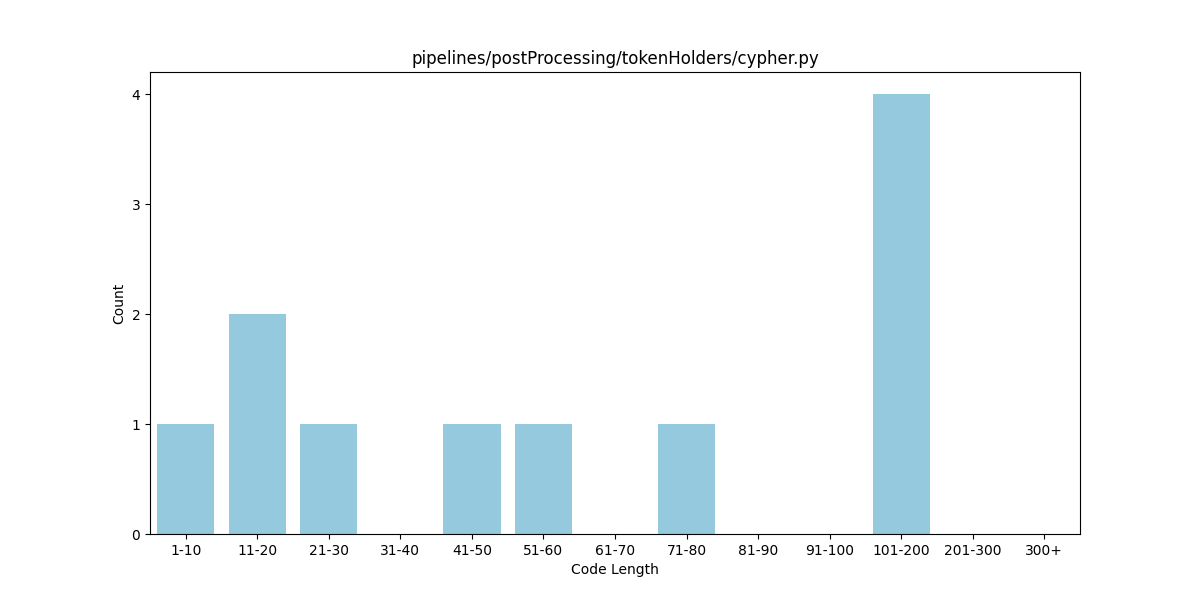 pipelines/postProcessing/tokenHolders/cypher.py
4
3
2
1
0
Count
1-10 11-20 21-30 31-40 41-50 51-60 61-70 71-80 81-90 91-100 101-200 201-300 300+
Code Length